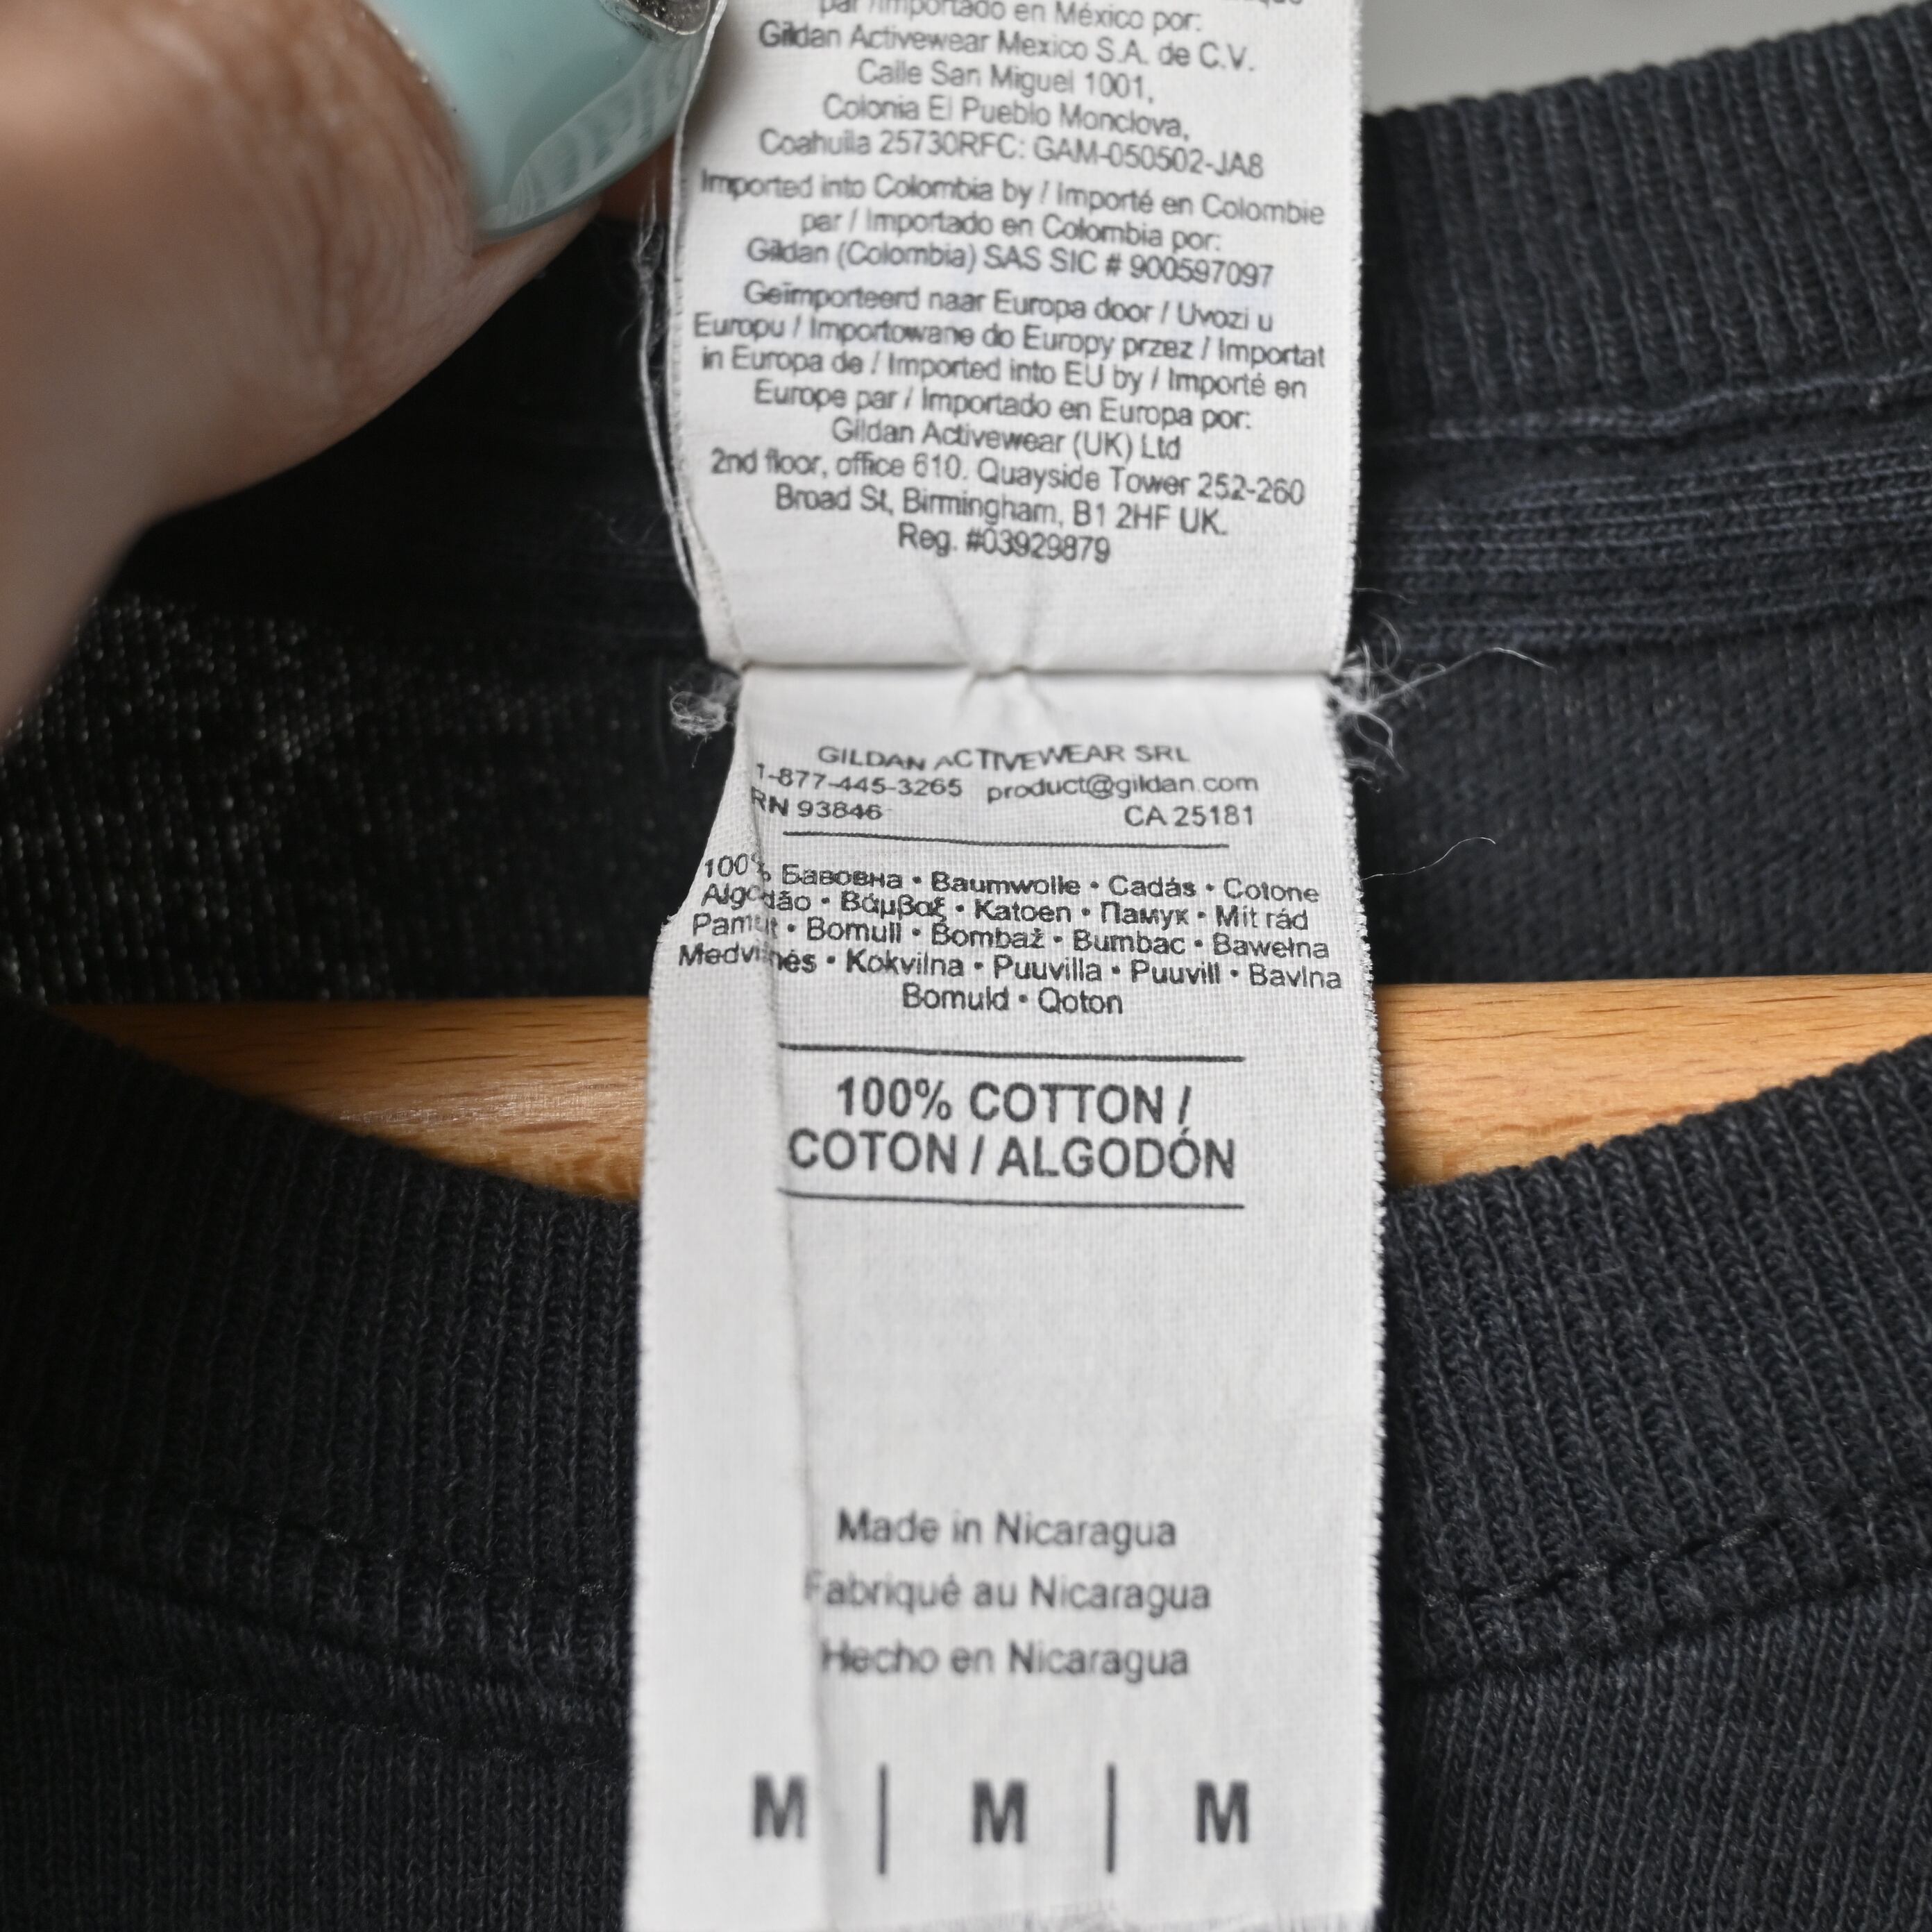 par /Importado en México por:
Gildan Activewear Mexico S.A. de C.V.
Calle San Miguel 1001,
Colonia El Pueblo Monclova,
Coahuila 25730RFC: GAM-050502-JA8
Imported into Colombia by / Importé en Colombie
par / Importado en Colombia por:
Gildan (Colombia) SAS SIC # 900597097
Geïmporteerd naar Europa door / Uvozi u
Europu / Importowane do Europy przez / Importat
in Europa de / Imported into EU by / Importé en
Europe par / Importado en Europa por:
Gildan Activewear (UK) Ltd
2nd floor, office 610. Quayside Tower 252-260
Broad St, Birmingham, B1 2HF UK.
Reg. #03929879
GILDAN ACTIVEWEAR SRL
1-877-445-3265 product@gildan.com
RN 93846 CA 25181
100% Бавовна • Baumwolle • Cadás • Cotone
Algodão • Βάμβαξ • Katoen • Памук • Mit rád
Pamut • Bomull • Bombaž • Bumbac • Bawełna
Medvilnės • Kokvilna • Puuvilla • Puuvill • Bavlna
Bomuld • Qoton
100% COTTON /
COTON / ALGODÓN
Made in Nicaragua
Fabriqué au Nicaragua
Hecho en Nicaragua
M | M | M